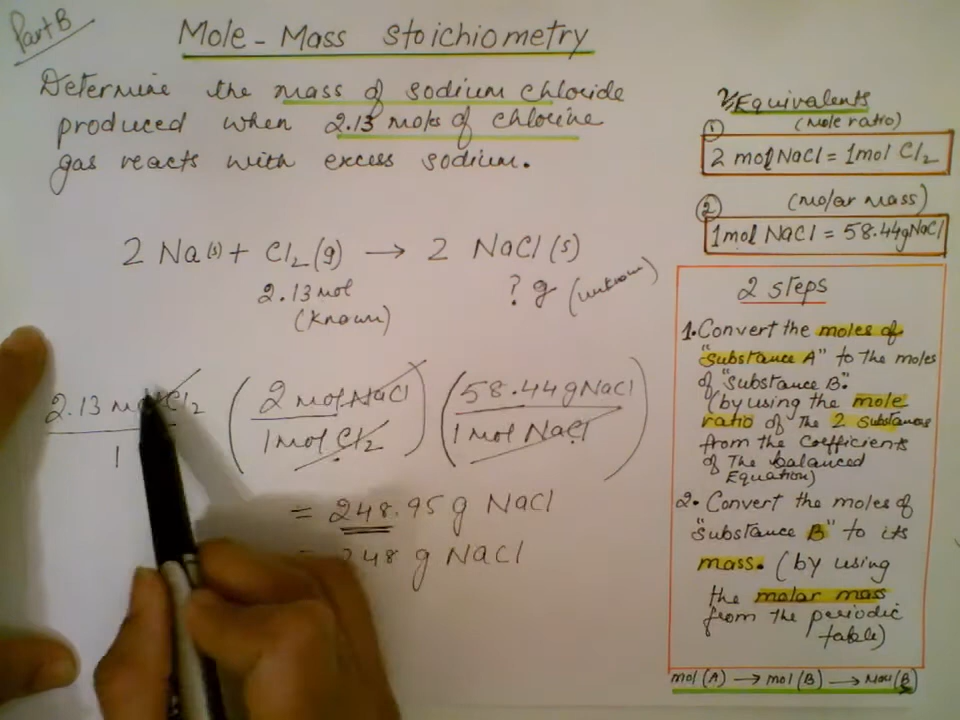 Part B
Mole - Mass Stoichiometry
Determine the mass of sodium chloride
produced when 2.13 moles of chlorine
gas reacts with excess sodium.
2 Na(s) + Cl₂(g) → 2 NaCl(s)
2.13 mol
(known)
? g (unknown)
2.13 Cl₂ (2 mol NaCl) (58.44 g NaCl)
1 1 mol Cl₂ 1 mol NaCl
= 248.95 g NaCl
= 248 g NaCl
Equivalents
① (Mole ratio)
2 mol NaCl = 1 mol Cl₂
② (molar mass)
1 mol NaCl = 58.44 g NaCl
2 steps
1. Convert the moles of
"substance A" to the moles
of "substance B."
(by using the mole
ratio of the 2 substances
from the coefficients
of The balanced
Equation)
2. Convert the moles of
"substance B" to its
mass. (by using
the molar mass
from the periodic
table)
mol (A) → mol (B) → Mass (B)